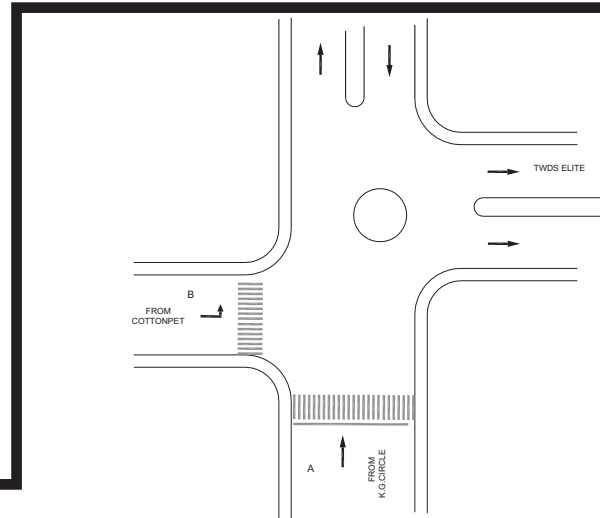 TWDS ELITE
B
FROM
COTTONPET
A
FROM
K.G.CIRCLE